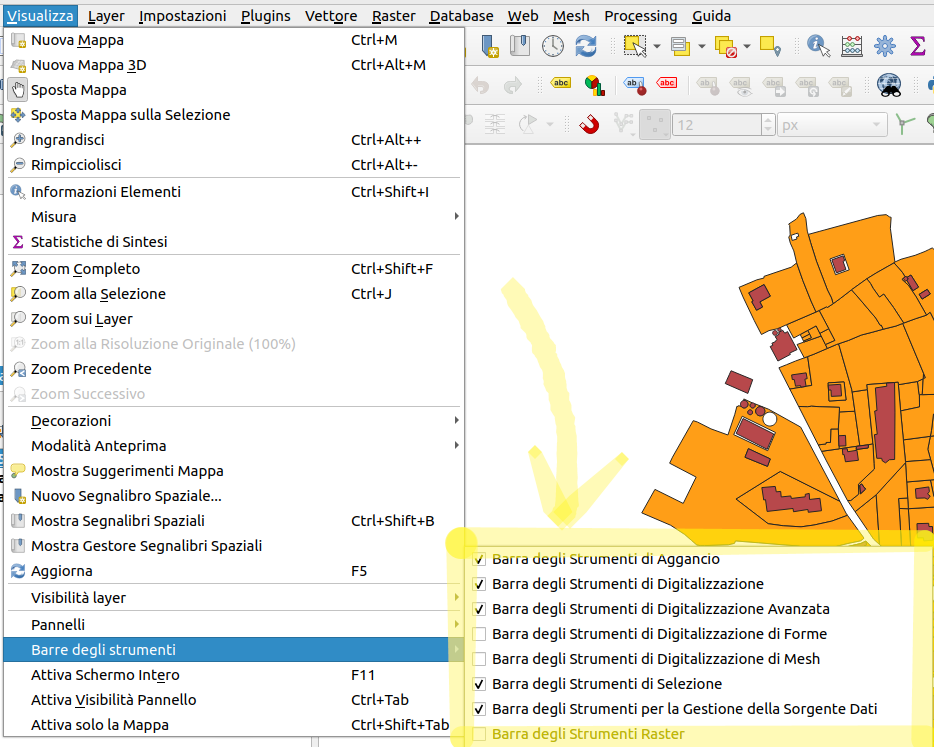 Visualizza Layer Impostazioni Plugins Vettore Raster Database Web Mesh Processing Guida
Nuova Mappa Ctrl+M
Nuova Mappa 3D Ctrl+Alt+M
Sposta Mappa
Sposta Mappa sulla Selezione
Ingrandisci Ctrl+Alt++
Rimpicciolisci Ctrl+Alt+-
Informazioni Elementi Ctrl+Shift+I
Misura
Statistiche di Sintesi
Zoom Completo Ctrl+Shift+F
Zoom alla Selezione Ctrl+J
Zoom sui Layer
Zoom alla Risoluzione Originale (100%)
Zoom Precedente
Zoom Successivo
Decorazioni
Modalità Anteprima
Mostra Suggerimenti Mappa
Nuovo Segnalibro Spaziale...
Mostra Segnalibri Spaziali Ctrl+Shift+B
Mostra Gestore Segnalibri Spaziali
Aggiorna F5
Visibilità layer
Pannelli
Barre degli strumenti
Attiva Schermo Intero F11
Attiva Visibilità Pannello Ctrl+Tab
Attiva solo la Mappa Ctrl+Shift+Tab
abc abc
12 px
Barra degli Strumenti di Aggancio
Barra degli Strumenti di Digitalizzazione
Barra degli Strumenti di Digitalizzazione Avanzata
Barra degli Strumenti di Digitalizzazione di Forme
Barra degli Strumenti di Digitalizzazione di Mesh
Barra degli Strumenti di Selezione
Barra degli Strumenti per la Gestione della Sorgente Dati
Barra degli Strumenti Raster